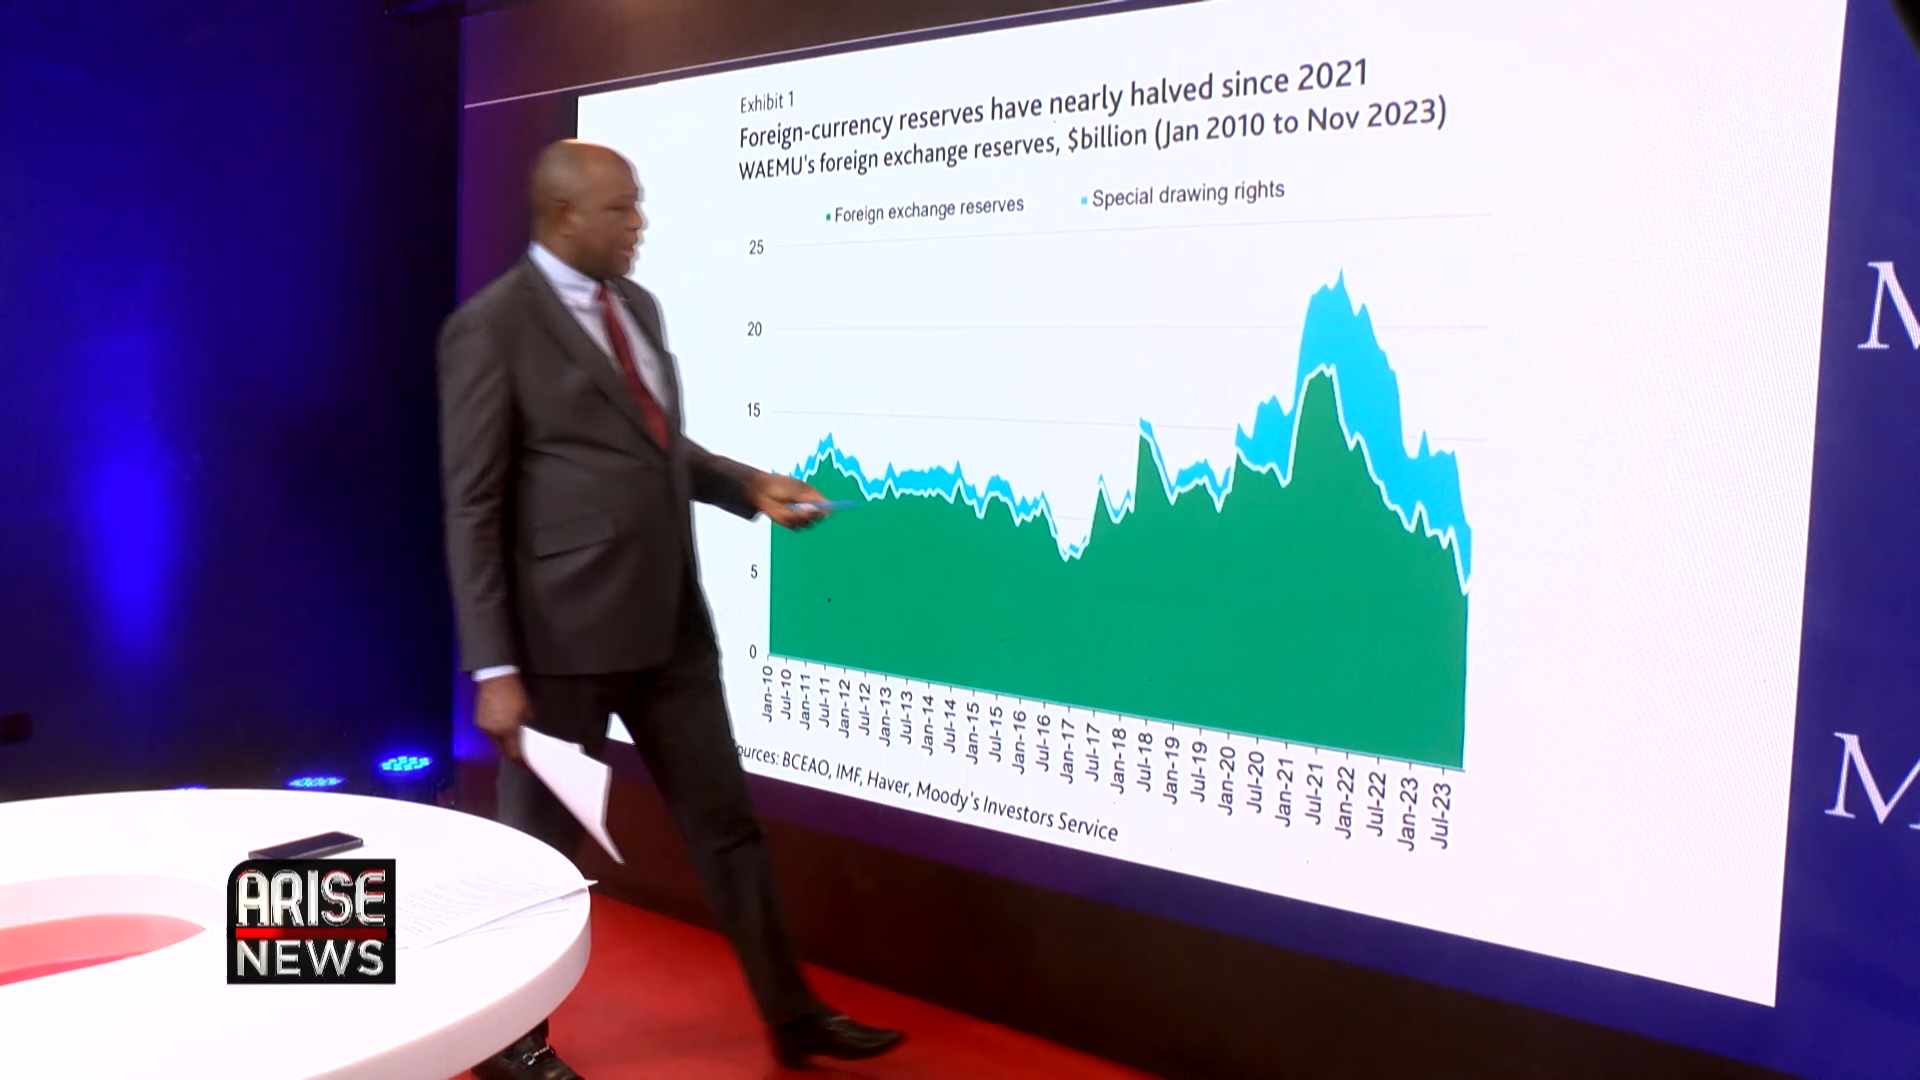 Exhibit 1
Foreign-currency reserves have nearly halved since 2021
WAEMU's foreign exchange reserves, $billion (Jan 2010 to Nov 2023)
Foreign exchange reserves Special drawing rights
25
20
15
5
0
Jan-10 Jul-10 Jan-11 Jul-11 Jan-12 Jul-12 Jan-13 Jul-13 Jan-14 Jul-14 Jan-15 Jul-15 Jan-16 Jul-16 Jan-17 Jul-17 Jan-18 Jul-18 Jan-19 Jul-19 Jan-20 Jul-20 Jan-21 Jul-21 Jan-22 Jul-22 Jan-23 Jul-23
ources: BCEAO, IMF, Haver, Moody's Investors Service
M
M
ARISE
NEWS